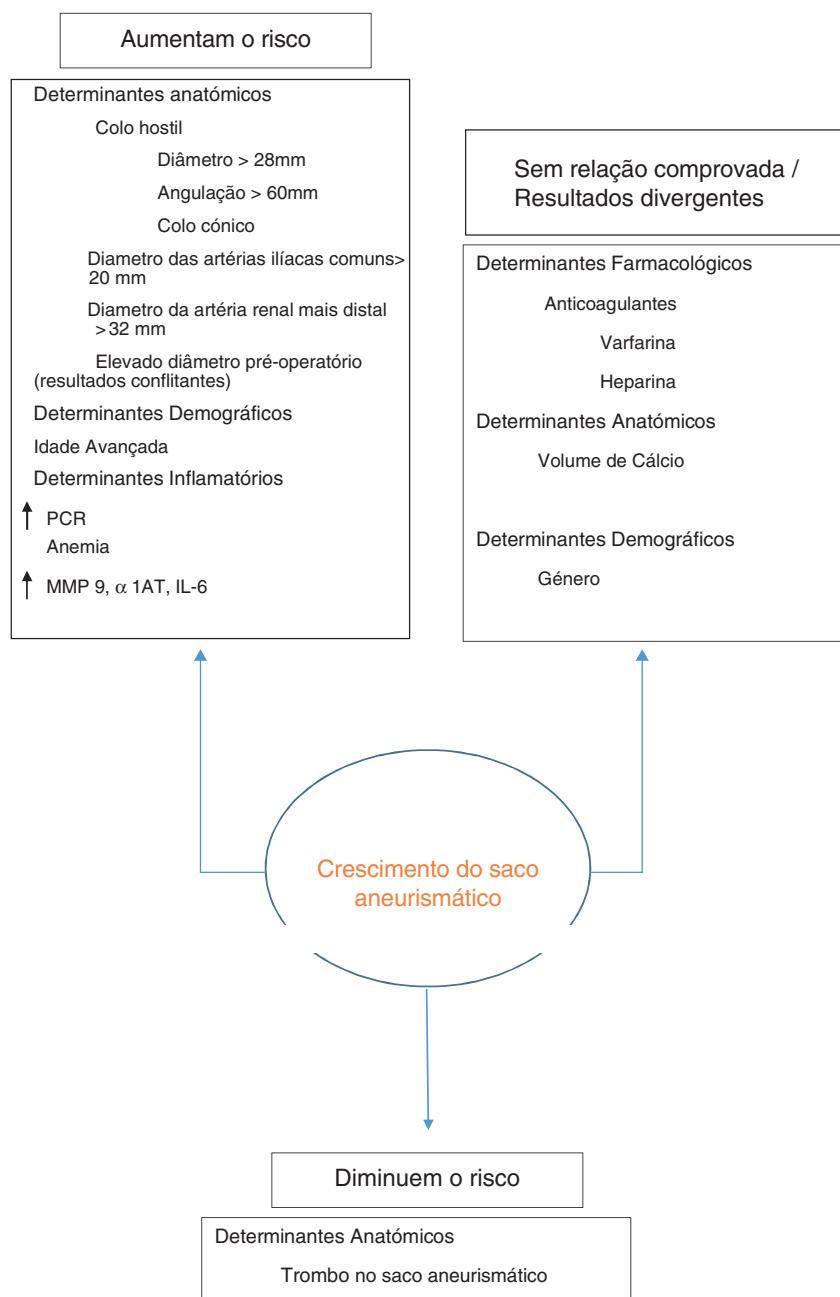 Aumentam o risco
Determinantes anatómicos
Colo hostil
Diâmetro > 28mm
Angulação > 60mm
Colo cónico
Diametro das artérias ilíacas comuns>
20 mm
Diametro da artéria renal mais distal
>32 mm
Elevado diâmetro pré-operatório
(resultados conflitantes)
Determinantes Demográficos
Idade Avançada
Determinantes Inflamatórios
↑ PCR
Anemia
↑ MMP 9, α 1AT, IL-6
Sem relação comprovada /
Resultados divergentes
Determinantes Farmacológicos
Anticoagulantes
Varfarina
Heparina
Determinantes Anatómicos
Volume de Cálcio
Determinantes Demográficos
Género
Crescimento do saco
aneurismático
Diminuem o risco
Determinantes Anatómicos
Trombo no saco aneurismático